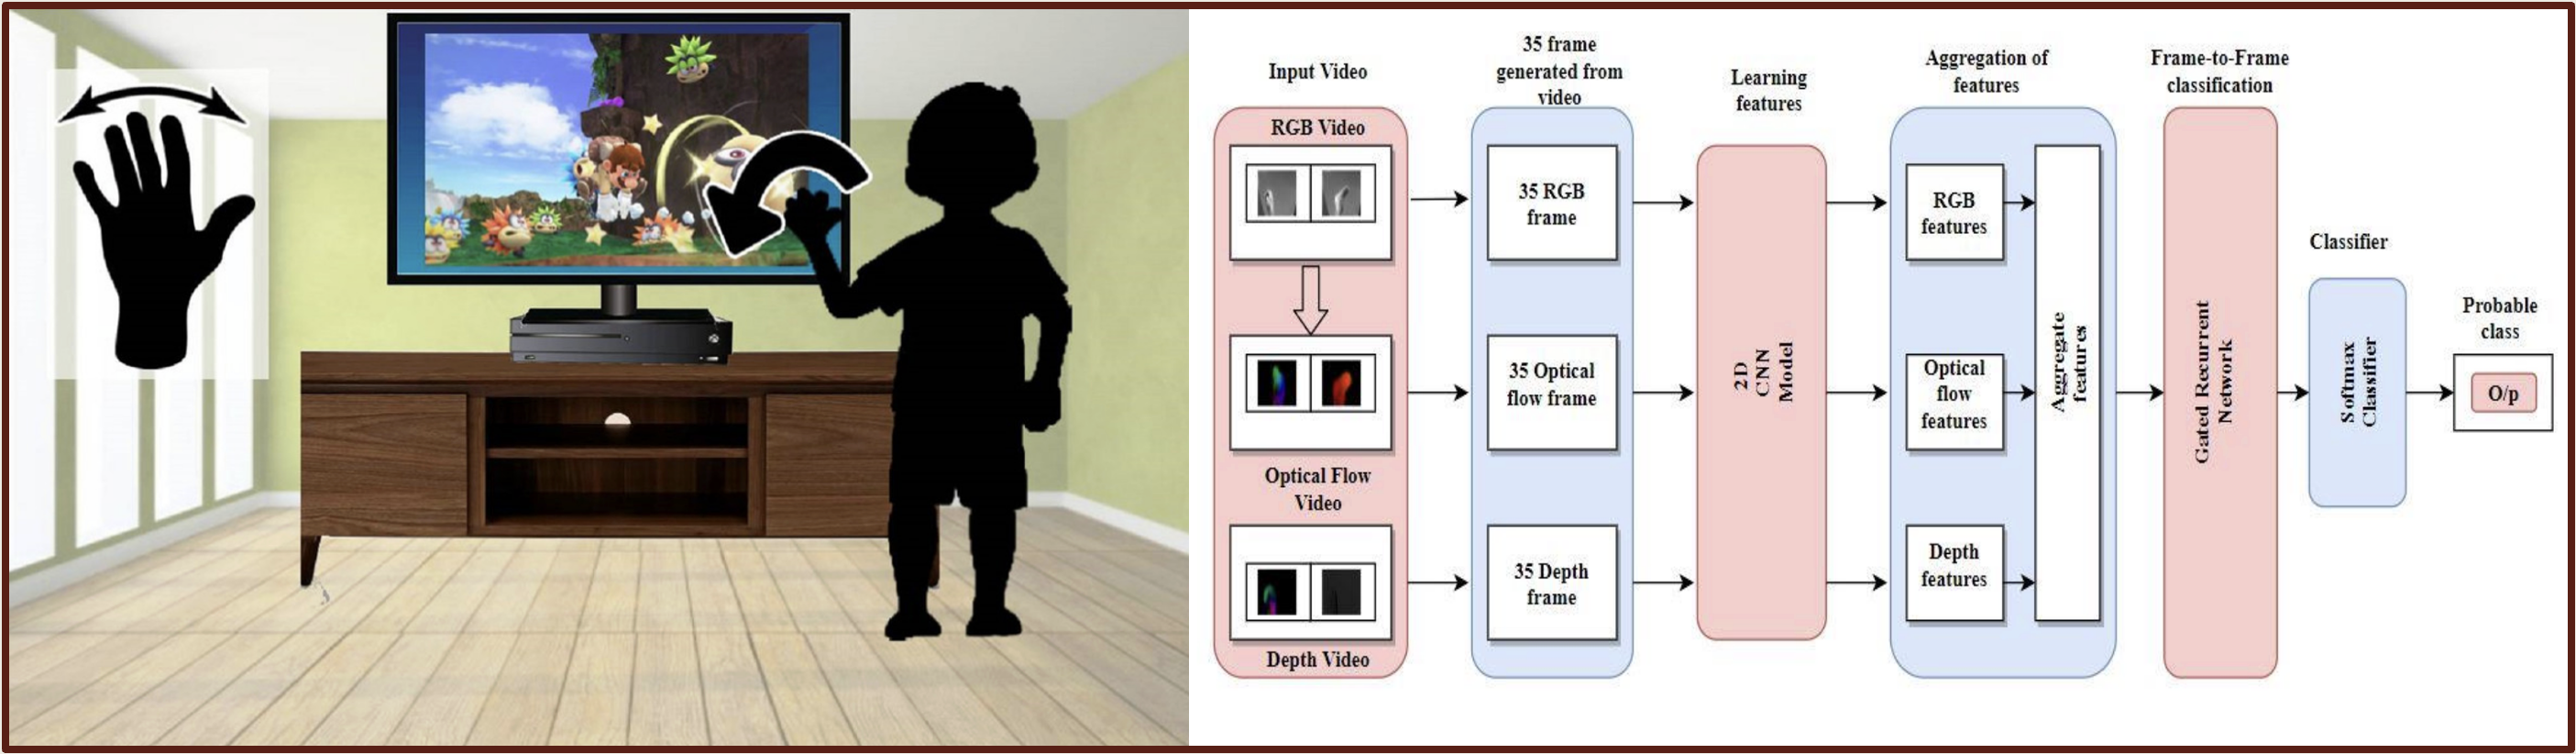 Input Video
35 frame
generated from
video
Learning
features
Aggregation of
features
Frame-to-Frame
classification
RGB Video
35 RGB
frame
RGB
features
Classifier
Probable
class
2D
CNN
Model
35 Optical
flow frame
Optical
flow
features
Aggregate
features
Gated Recurrent
Network
Softmax
Classifier
O/p
Optical Flow
Video
35 Depth
frame
Depth
features
Depth Video